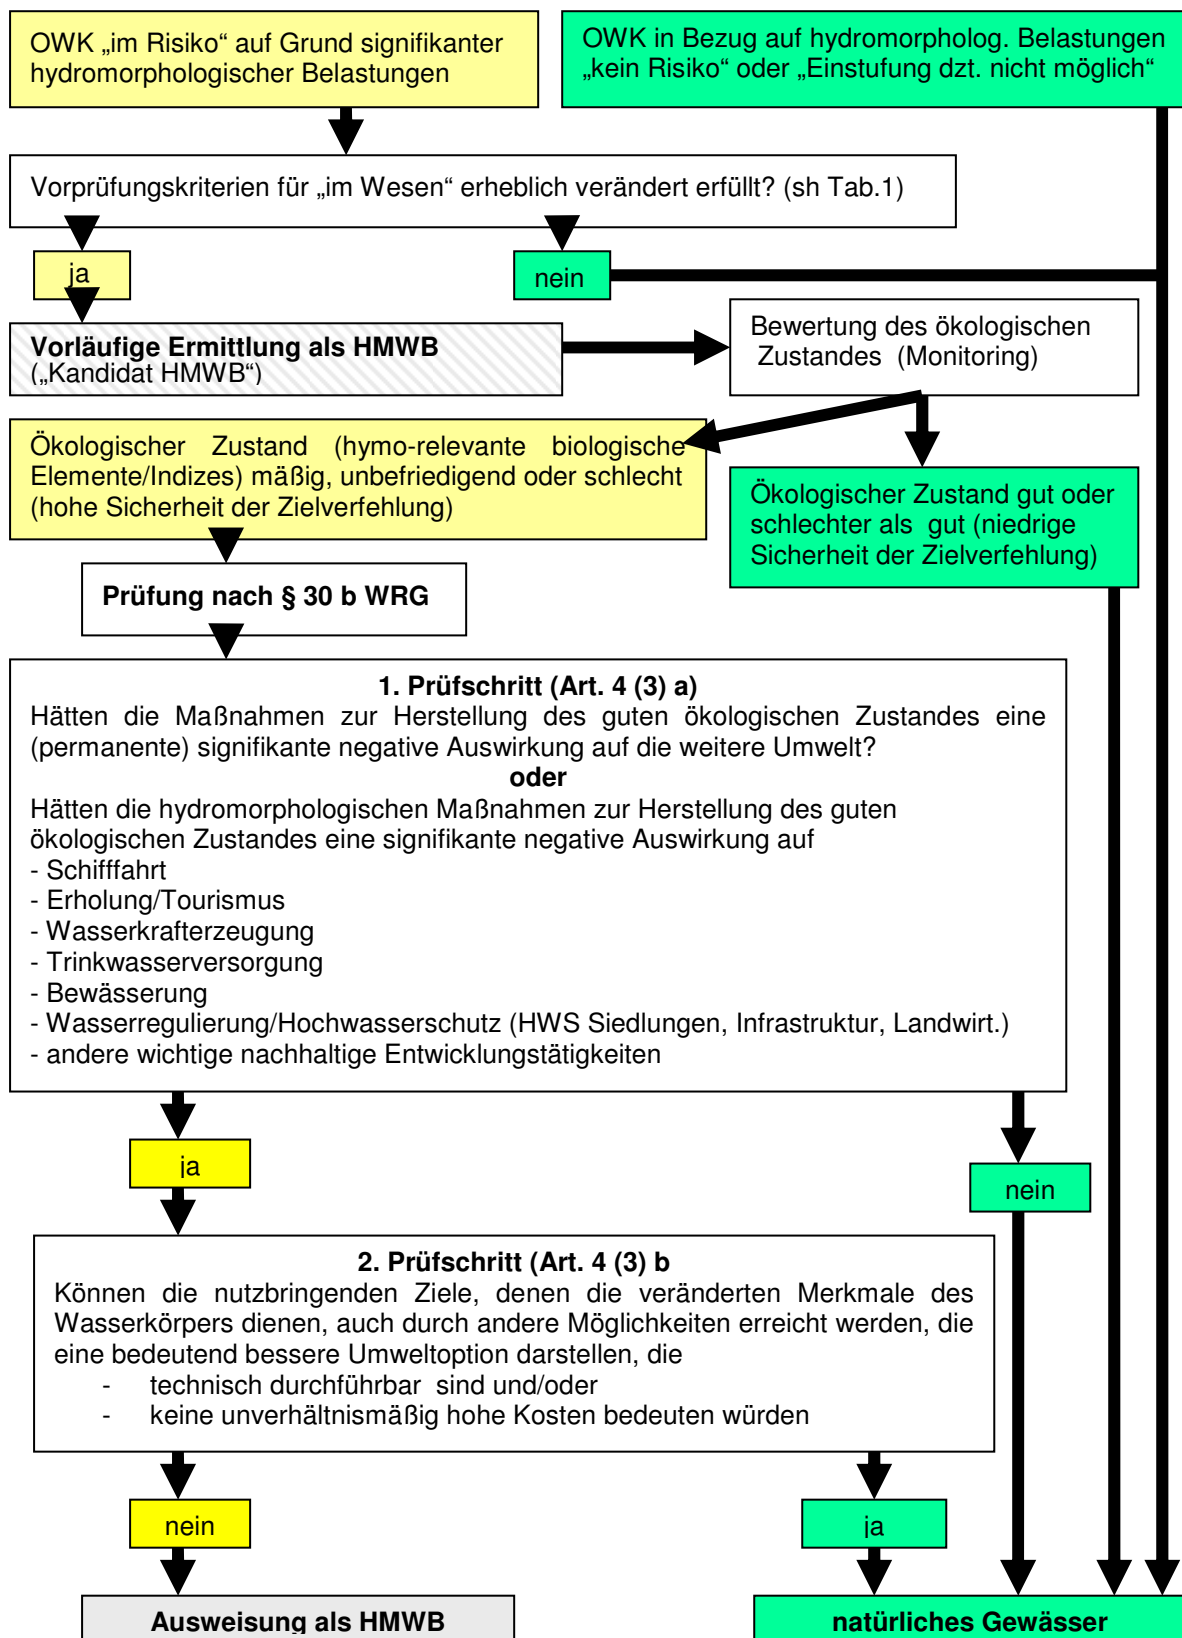 OWK „im Risiko“ auf Grund signifikanter
hydromorphologischer Belastungen
OWK in Bezug auf hydromorpholog. Belastungen
„kein Risiko“ oder „Einstufung dzt. nicht möglich“
Vorprüfungskriterien für „im Wesen“ erheblich verändert erfüllt? (sh Tab.1)
ja
nein
Vorläufige Ermittlung als HMWB
(„Kandidat HMWB“)
Bewertung des ökologischen
Zustandes (Monitoring)
Ökologischer Zustand (hymo-relevante biologische
Elemente/Indizes) mäßig, unbefriedigend oder schlecht
(hohe Sicherheit der Zielverfehlung)
Ökologischer Zustand gut oder
schlechter als gut (niedrige
Sicherheit der Zielverfehlung)
Prüfung nach § 30 b WRG
1. Prüfschritt (Art. 4 (3) a)
Hätten die Maßnahmen zur Herstellung des guten ökologischen Zustandes eine
(permanente) signifikante negative Auswirkung auf die weitere Umwelt?
oder
Hätten die hydromorphologischen Maßnahmen zur Herstellung des guten
ökologischen Zustandes eine signifikante negative Auswirkung auf
- Schifffahrt
- Erholung/Tourismus
- Wasserkrafterzeugung
- Trinkwasserversorgung
- Bewässerung
- Wasserregulierung/Hochwasserschutz (HWS Siedlungen, Infrastruktur, Landwirt.)
- andere wichtige nachhaltige Entwicklungstätigkeiten
ja
nein
2. Prüfschritt (Art. 4 (3) b
Können die nutzbringenden Ziele, denen die veränderten Merkmale des
Wasserkörpers dienen, auch durch andere Möglichkeiten erreicht werden, die
eine bedeutend bessere Umweltoption darstellen, die
- technisch durchführbar sind und/oder
- keine unverhältnismäßig hohe Kosten bedeuten würden
nein
ja
Ausweisung als HMWB
natürliches Gewässer